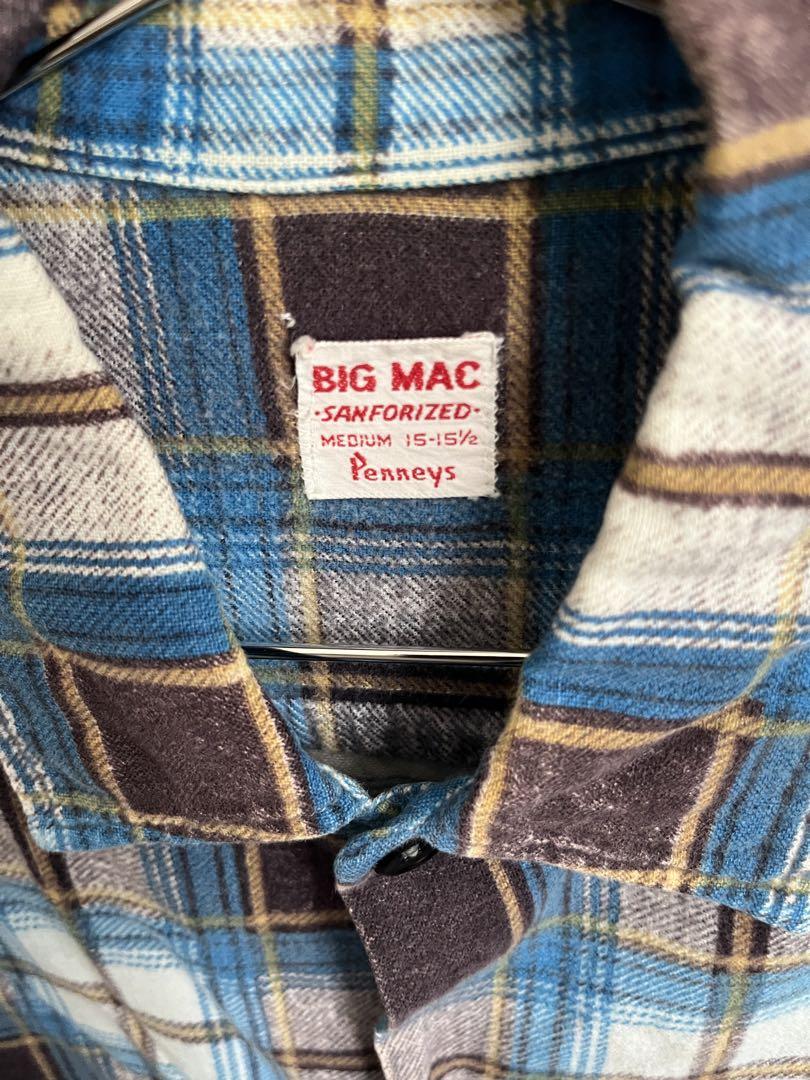 BIG MAC
·SANFORIZED·
MEDIUM 15-15½
Penneys